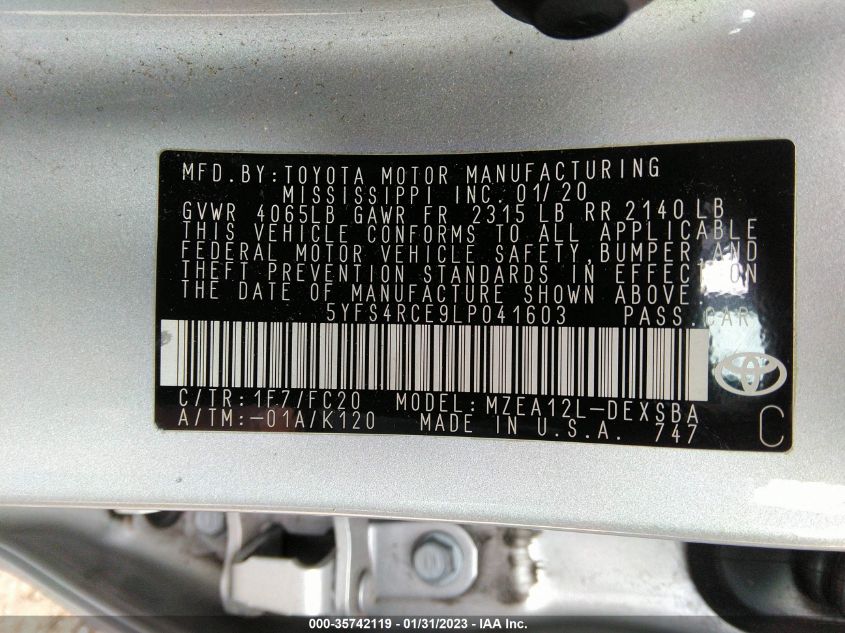 MFD.BY:TOYOTA MOTOR MANUFACTURING
MISSISSIPPI INC. 01/20
GVWR 4065LB GAWR FR 2315 LB RR 2140 LB
THIS VEHICLE CONFORMS TO ALL APPLICABLE
FEDERAL MOTOR VEHICLE SAFETY,BUMPER AND
THEFT PREVENTION STANDARDS IN EFFECT ON
THE DATE OF MANUFACTURE SHOWN ABOVE.
5YFS4RCE9LP041603 PASS.CAR
C/TR:1F7/FC20 MODEL:MZEA12L-DEXSBA
A/TM:-01A/K120 MADE IN U.S.A. 747 C
000-35742119 - 01/31/2023 - IAA Inc.